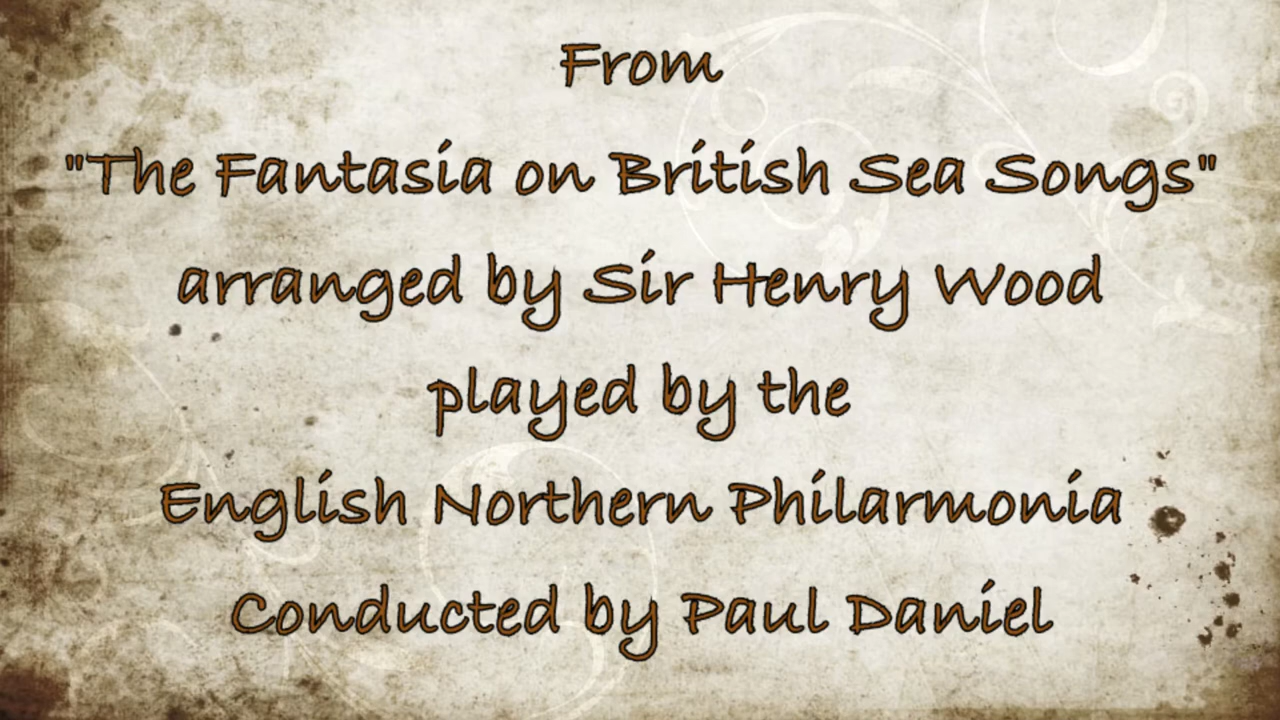 From
"The Fantasia on British Sea Songs"
arranged by Sir Henry Wood
played by the
English Northern Philarmonia
Conducted by Paul Daniel